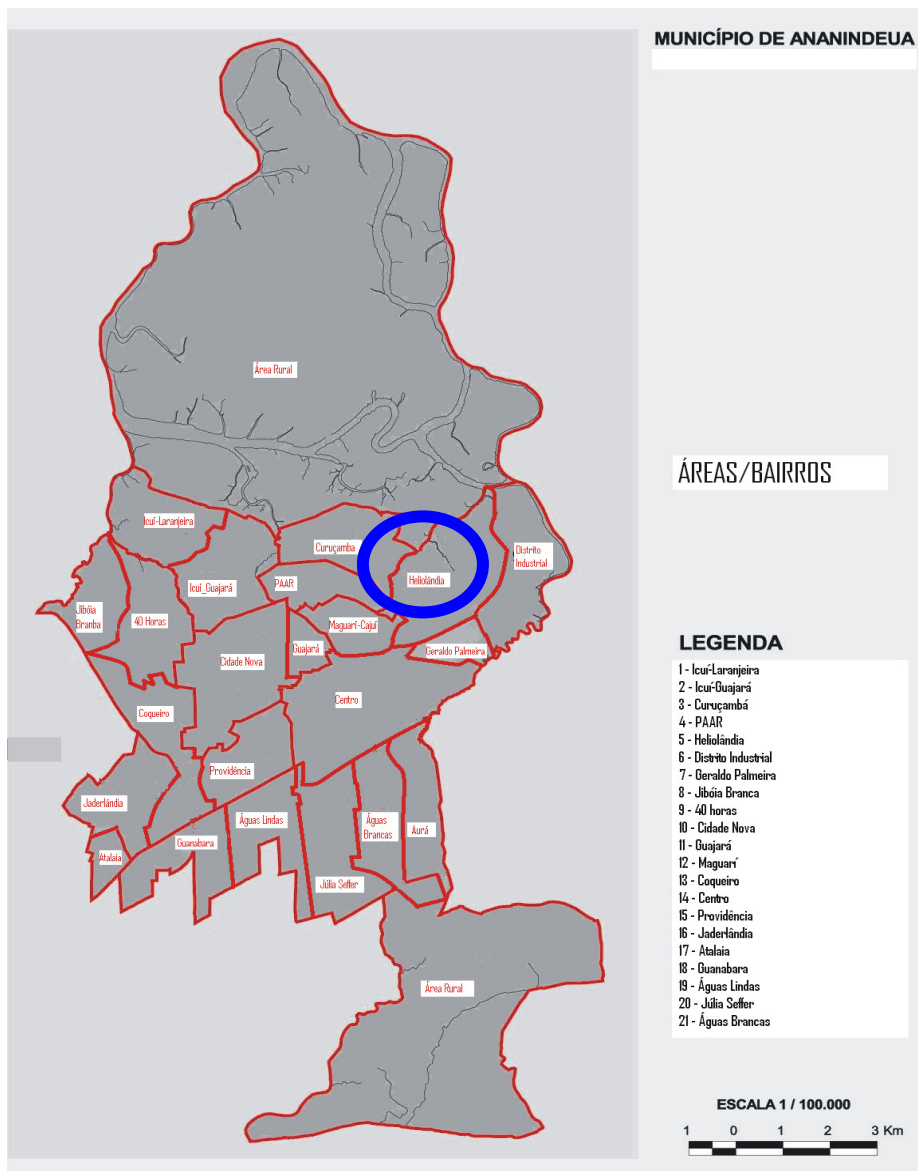 MUNICÍPIO DE ANANINDEUA
Área Rural
ÁREAS/BAIRROS
Icuí-Laranjeira
Curuçamba
Distrito
Industrial
Heliolândia
PAAR
Icuí_Guajará
Jibóia
Branba
40 Horas
Maguarí-Cajuí
Guajará
Geraldo Palmeira
Cidade Nova
Centro
Coqueiro
Providência
Jaderlândia
Águas Lindas
Águas
Brancas
Aurá
Guanabara
Atalaia
Júlia Seffer
Área Rural
LEGENDA
1 - Icuí-Laranjeira
2 - Icuí-Guajará
3 - Curuçambá
4 - PAAR
5 - Heliolândia
6 - Distrito Industrial
7 - Geraldo Palmeira
8 - Jibóia Branca
9 - 40 horas
10 - Cidade Nova
11 - Guajará
12 - Maguarí
13 - Coqueiro
14 - Centro
15 - Providência
16 - Jaderlândia
17 - Atalaia
18 - Guanabara
19 - Águas Lindas
20 - Júlia Seffer
21 - Águas Brancas
ESCALA 1 / 100.000
1 0 1 2 3 Km